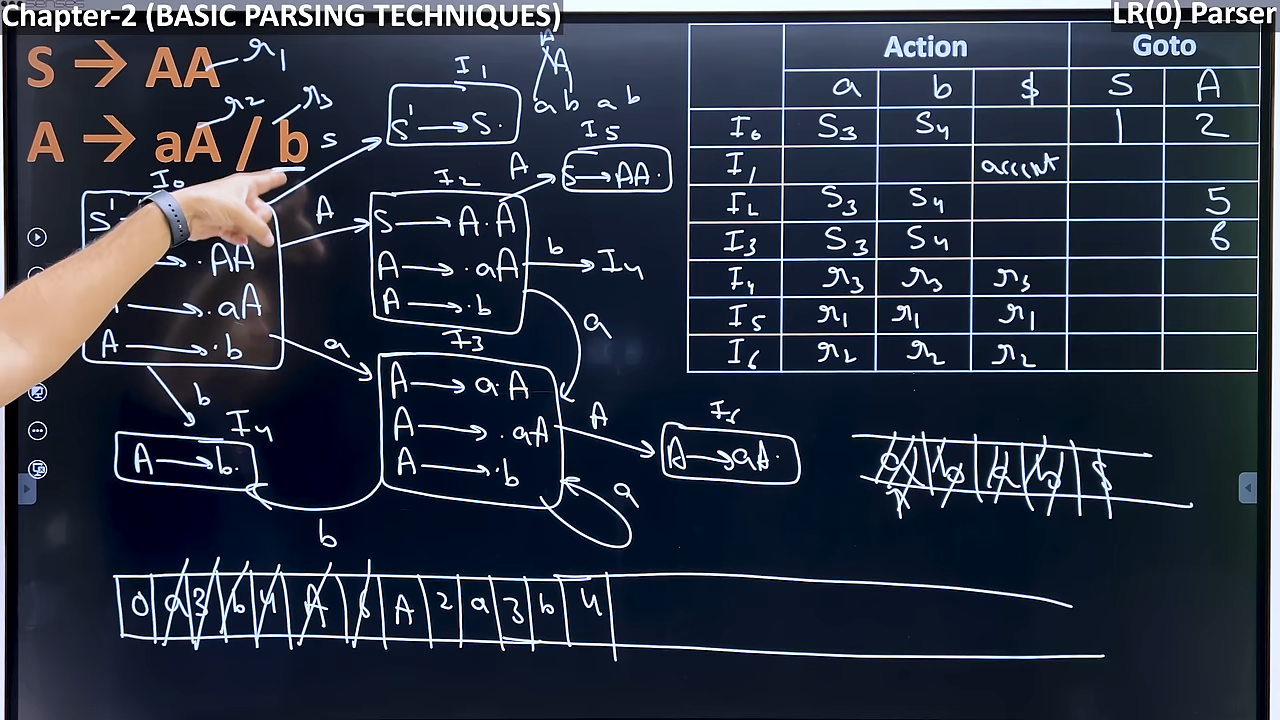 Chapter-2 (BASIC PARSING TECHNIQUES)
LR(0) Parser
S → AA r1
r2 r3
A → aA / b
A
A
a b a b
I1
S' → S.
S
I0
S'
.AA
→ .aA
A → .b
A
I2
S → A.A
A → .aA
A → .b
A
I5
S → AA.
b I4
a
a
I3
A → a.A
A → .aA
A → .b
A
A → aA.
a
b
I4
A → b.
b
Action Goto
a b $ S A
I0 S3 S4 1 2
I1
S3 S4 5
I3 S3 S4 6
I4 r3 r3 r3
I5 r1 r1 r1
I6 r2 r2 r2
a b a b $
0 a 3 b 4 A 6 A 2 a 3 b 4